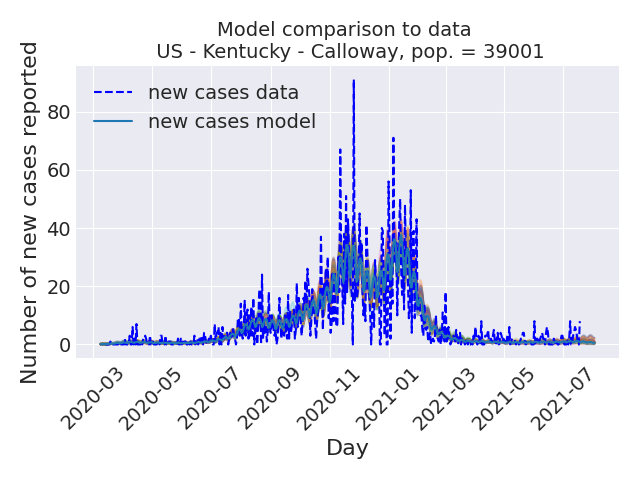 Model comparison to data
US - Kentucky - Calloway, pop. = 39001
new cases data
new cases model
Number of new cases reported
80
60
40
20
0
2020-03
2020-05
2020-07
2020-09
2020-11
2021-01
2021-03
2021-05
2021-07
Day